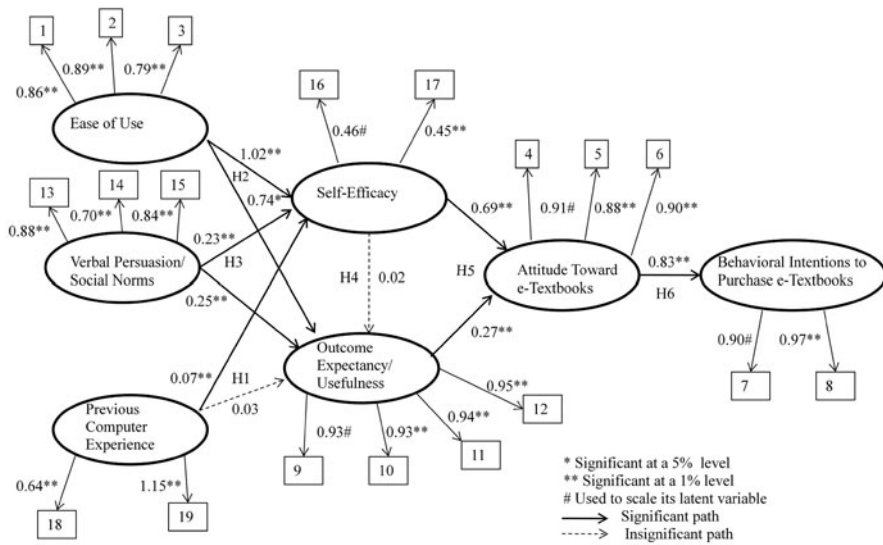 1
2
3
0.86**
0.89**
0.79**
Ease of Use
16
17
0.46#
0.45**
1.02**
H2
0.74*
Self-Efficacy
4
5
6
0.91#
0.88**
0.90**
13
14
15
0.88**
0.70**
0.84**
Verbal Persuasion/
Social Norms
0.23**
H3
0.25**
H4
0.02
0.69**
H5
Attitude Toward
e-Textbooks
0.83**
H6
Behavioral Intentions to
Purchase e-Textbooks
0.27**
0.90#
0.97**
7
8
Outcome
Expectancy/
Usefulness
0.07**
H1
0.03
Previous
Computer
Experience
0.64**
1.15**
18
19
0.93#
0.93**
0.94**
0.95**
9
10
11
12
* Significant at a 5% level
** Significant at a 1% level
# Used to scale its latent variable
Significant path
Insignificant path